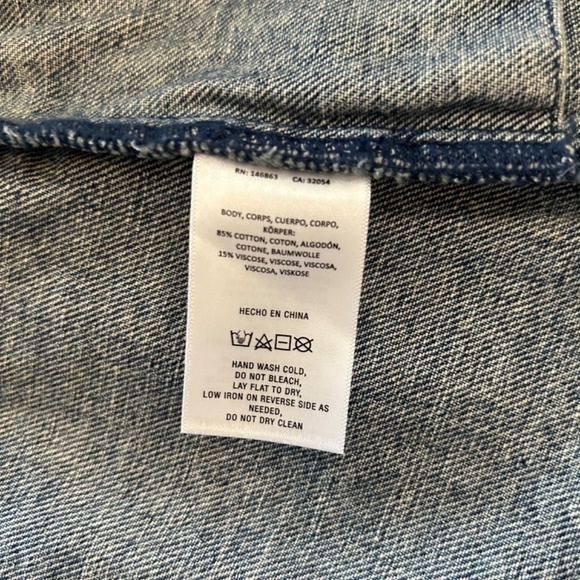 RN: 146863 CA: 32054
BODY, CORPS, CUERPO, CORPO,
KÖRPER:
85% COTTON, COTON, ALGODÓN,
COTONE, BAUMWOLLE
15% VISCOSE, VISCOSE, VISCOSA,
VISCOSA, VISKOSE
HECHO EN CHINA
HAND WASH COLD,
DO NOT BLEACH,
LAY FLAT TO DRY,
LOW IRON ON REVERSE SIDE AS
NEEDED,
DO NOT DRY CLEAN